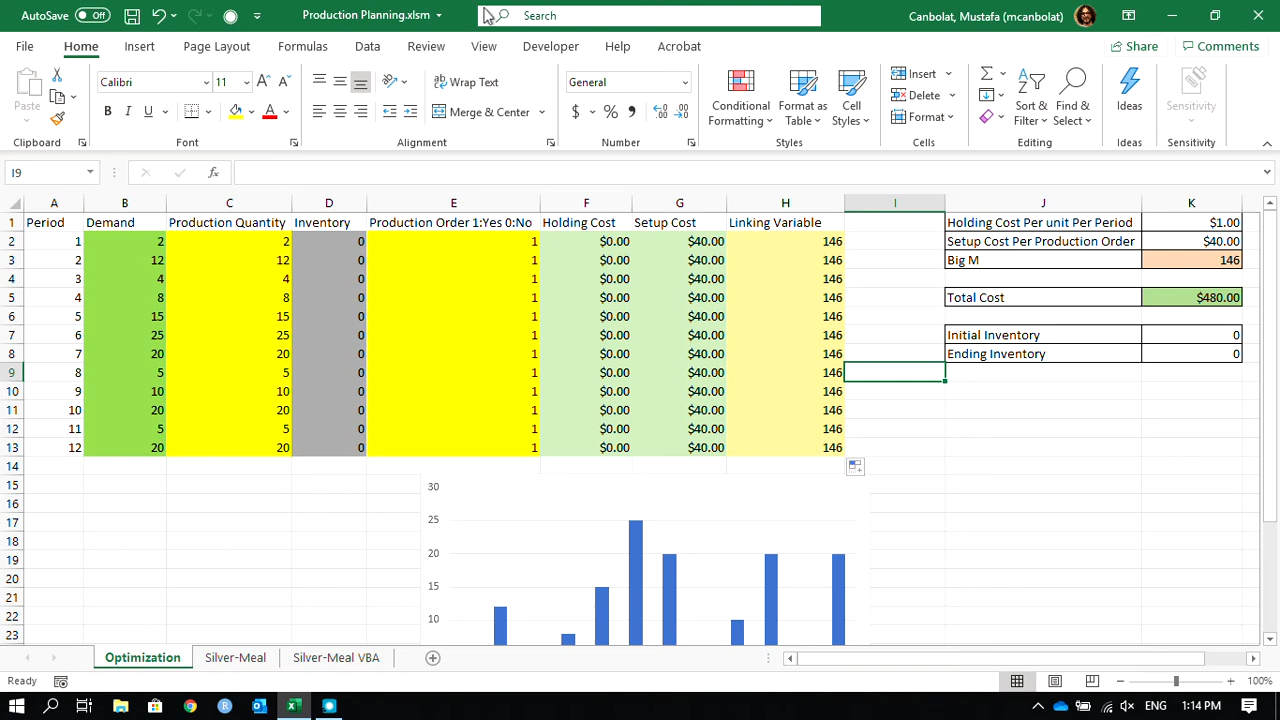 AutoSave Off Production Planning.xlsm Search Canbolat, Mustafa (mcanbolat)
File Home Insert Page Layout Formulas Data Review View Developer Help Acrobat Share Comments
Paste Calibri 11 Wrap Text General Conditional Formatting Format as Table Cell Styles Insert Sort & Filter Find & Select Ideas Sensitivity
B I U Merge & Center $ % Delete
Format
Clipboard Font Alignment Number Styles Cells Editing Ideas Sensitivity
I9 fx
A B C D E F G H I J K
1 Period Demand Production Quantity Inventory Production Order 1:Yes 0:No Holding Cost Setup Cost Linking Variable Holding Cost Per unit Per Period $1.00
2 1 2 2 0 1 $0.00 $40.00 146 Setup Cost Per Production Order $40.00
3 2 12 12 0 1 $0.00 $40.00 146 Big M 146
4 3 4 4 0 1 $0.00 $40.00 146
5 4 8 8 0 1 $0.00 $40.00 146 Total Cost $480.00
6 5 15 15 0 1 $0.00 $40.00 146
7 6 25 25 0 1 $0.00 $40.00 146 Initial Inventory 0
8 7 20 20 0 1 $0.00 $40.00 146 Ending Inventory 0
9 8 5 5 0 1 $0.00 $40.00 146
10 9 10 10 0 1 $0.00 $40.00 146
11 10 20 20 0 1 $0.00 $40.00 146
12 11 5 5 0 1 $0.00 $40.00 146
13 12 20 20 0 1 $0.00 $40.00 146
14
15 30
16
17 25
18
19 20
20
21 15
22 10
23
Optimization Silver-Meal Silver-Meal VBA
Ready 100%
ENG 1:14 PM